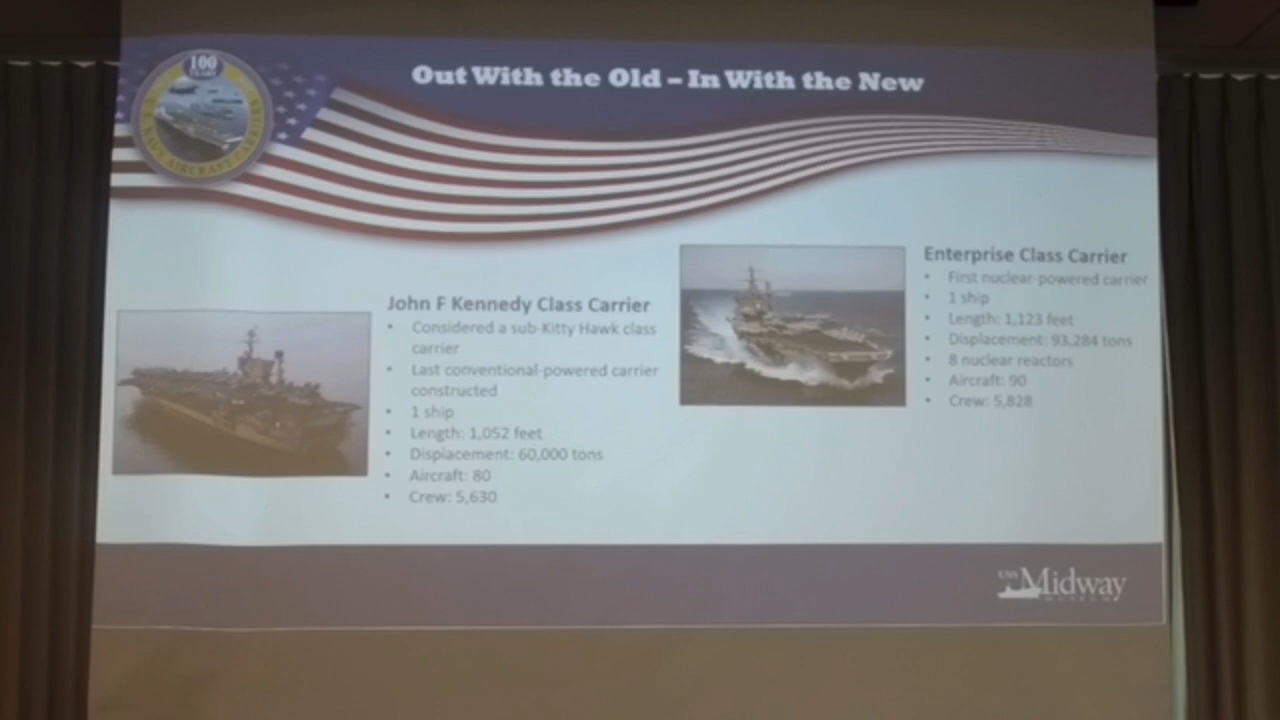 100
YEARS
Out With the Old – In With the New
John F Kennedy Class Carrier
• Considered a sub-Kitty Hawk class
carrier
• Last conventional-powered carrier
constructed
• 1 ship
• Length: 1,052 feet
• Displacement: 60,000 tons
• Aircraft: 80
• Crew: 5,630
Enterprise Class Carrier
• First nuclear-powered carrier
• 1 ship
• Length: 1,123 feet
• Displacement: 93,284 tons
• 8 nuclear reactors
• Aircraft: 90
• Crew: 5,828
USS
Midway
MUSEUM